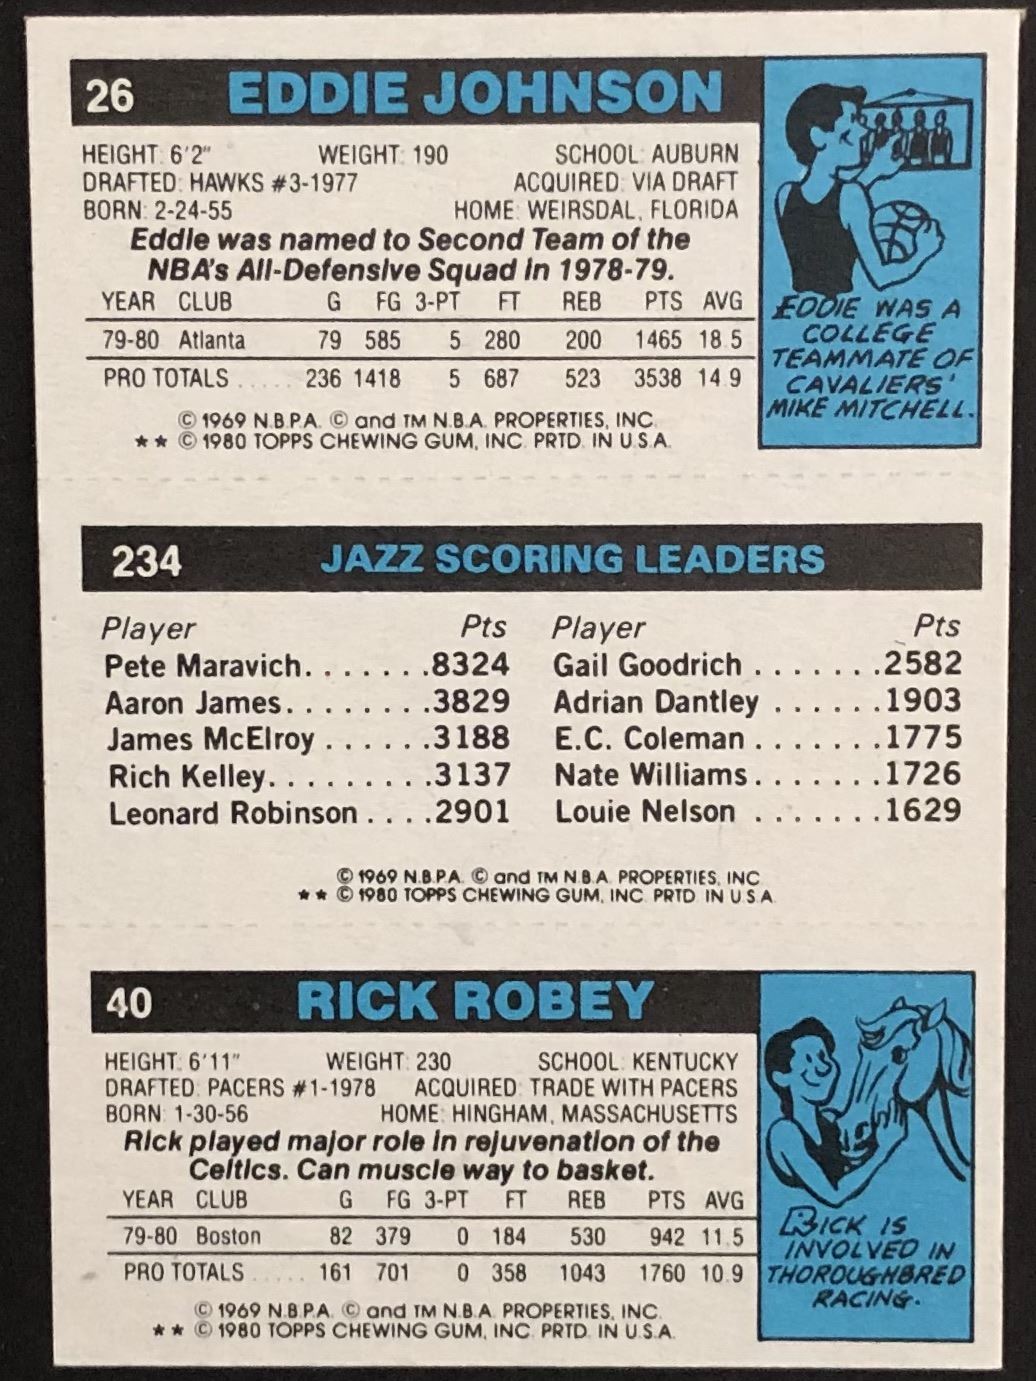 26 EDDIE JOHNSON
HEIGHT: 6'2" WEIGHT: 190 SCHOOL: AUBURN
DRAFTED: HAWKS #3-1977 ACQUIRED: VIA DRAFT
BORN: 2-24-55 HOME: WEIRSDAL, FLORIDA
Eddie was named to Second Team of the
NBA's All-Defensive Squad in 1978-79.
YEAR CLUB G FG 3-PT FT REB PTS AVG
79-80 Atlanta 79 585 5 280 200 1465 18.5
PRO TOTALS ..... 236 1418 5 687 523 3538 14.9
© 1969 N.B.P.A. © and TM N.B.A. PROPERTIES, INC.
★★ © 1980 TOPPS CHEWING GUM, INC. PRTD. IN U.S.A.
EDDIE WAS A
COLLEGE
TEAMMATE OF
CAVALIERS'
MIKE MITCHELL.
234 JAZZ SCORING LEADERS
Player Pts Player Pts
Pete Maravich.......8324 Gail Goodrich.......2582
Aaron James........3829 Adrian Dantley......1903
James McElroy......3188 E.C. Coleman.......1775
Rich Kelley.........3137 Nate Williams.......1726
Leonard Robinson....2901 Louie Nelson.......1629
© 1969 N.B.P.A. © and TM N.B.A. PROPERTIES, INC.
★★ © 1980 TOPPS CHEWING GUM, INC. PRTD. IN U.S.A.
40 RICK ROBEY
HEIGHT: 6'11" WEIGHT: 230 SCHOOL: KENTUCKY
DRAFTED: PACERS #1-1978 ACQUIRED: TRADE WITH PACERS
BORN: 1-30-56 HOME: HINGHAM, MASSACHUSETTS
Rick played major role in rejuvenation of the
Celtics. Can muscle way to basket.
YEAR CLUB G FG 3-PT FT REB PTS AVG
79-80 Boston 82 379 0 184 530 942 11.5
PRO TOTALS ..... 161 701 0 358 1043 1760 10.9
© 1969 N.B.P.A. © and TM N.B.A. PROPERTIES, INC.
★★ © 1980 TOPPS CHEWING GUM, INC. PRTD. IN U.S.A.
RICK IS
INVOLVED IN
THOROUGHBRED
RACING.